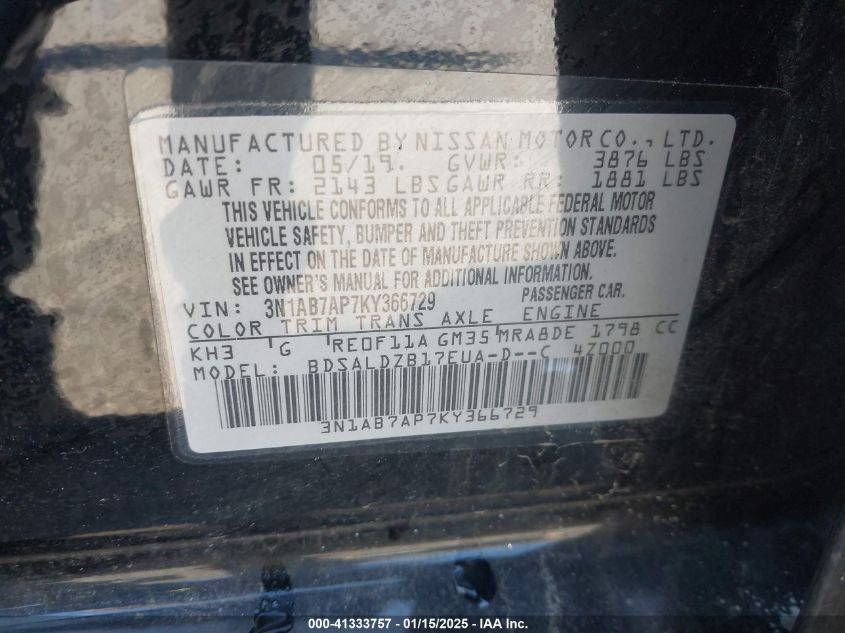 MANUFACTURED BY NISSAN MOTOR CO., LTD.
DATE: 05/19. GVWR: 3876 LBS
GAWR FR: 2143 LBS GAWR RR: 1881 LBS
THIS VEHICLE CONFORMS TO ALL APPLICABLE FEDERAL MOTOR
VEHICLE SAFETY, BUMPER AND THEFT PREVENTION STANDARDS
IN EFFECT ON THE DATE OF MANUFACTURE SHOWN ABOVE.
SEE OWNER'S MANUAL FOR ADDITIONAL INFORMATION.
VIN: 3N1AB7AP7KY366729 PASSENGER CAR.
COLOR TRIM TRANS AXLE ENGINE
KH3 G RE0F11A GM35 MRA8DE 1798 CC
MODEL: BDSALDZB17EUA-D--C 4Z000
3N1AB7AP7KY366729
000-41333757 - 01/15/2025 - IAA Inc.